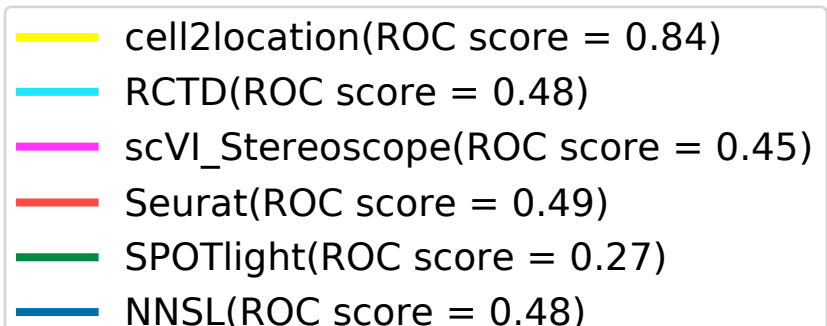 cell2location(ROC score = 0.84)
RCTD(ROC score = 0.48)
scVI_Stereoscope(ROC score = 0.45)
Seurat(ROC score = 0.49)
SPOTlight(ROC score = 0.27)
NNSL(ROC score = 0.48)